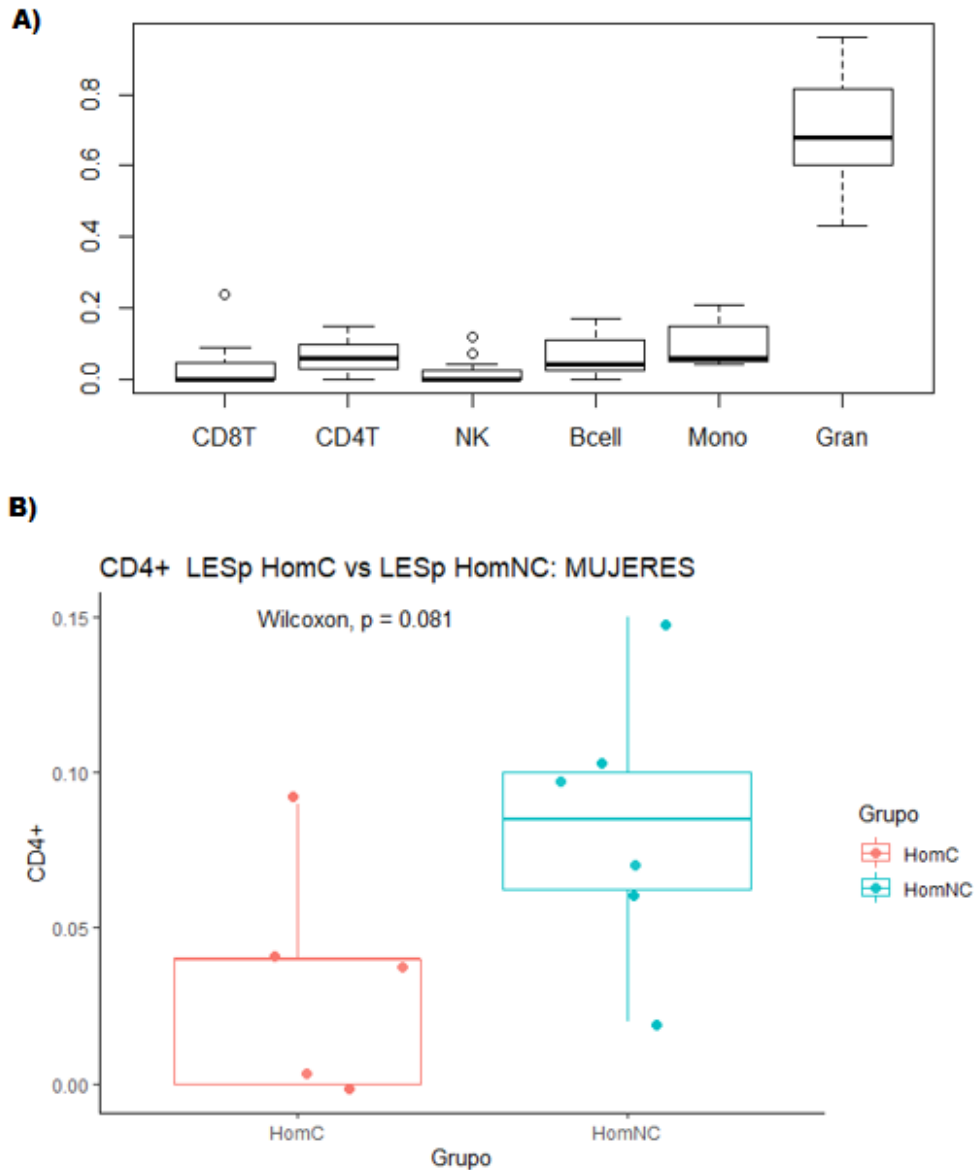 A)
0.8
0.6
0.4
0.2
0.0
CD8T CD4T NK Bcell Mono Gran
B)
CD4+ LESp HomC vs LESp HomNC: MUJERES
Wilcoxon, p = 0.081
0.15
0.10
0.05
0.00
CD4+
HomC HomNC
Grupo
Grupo
HomC
HomNC